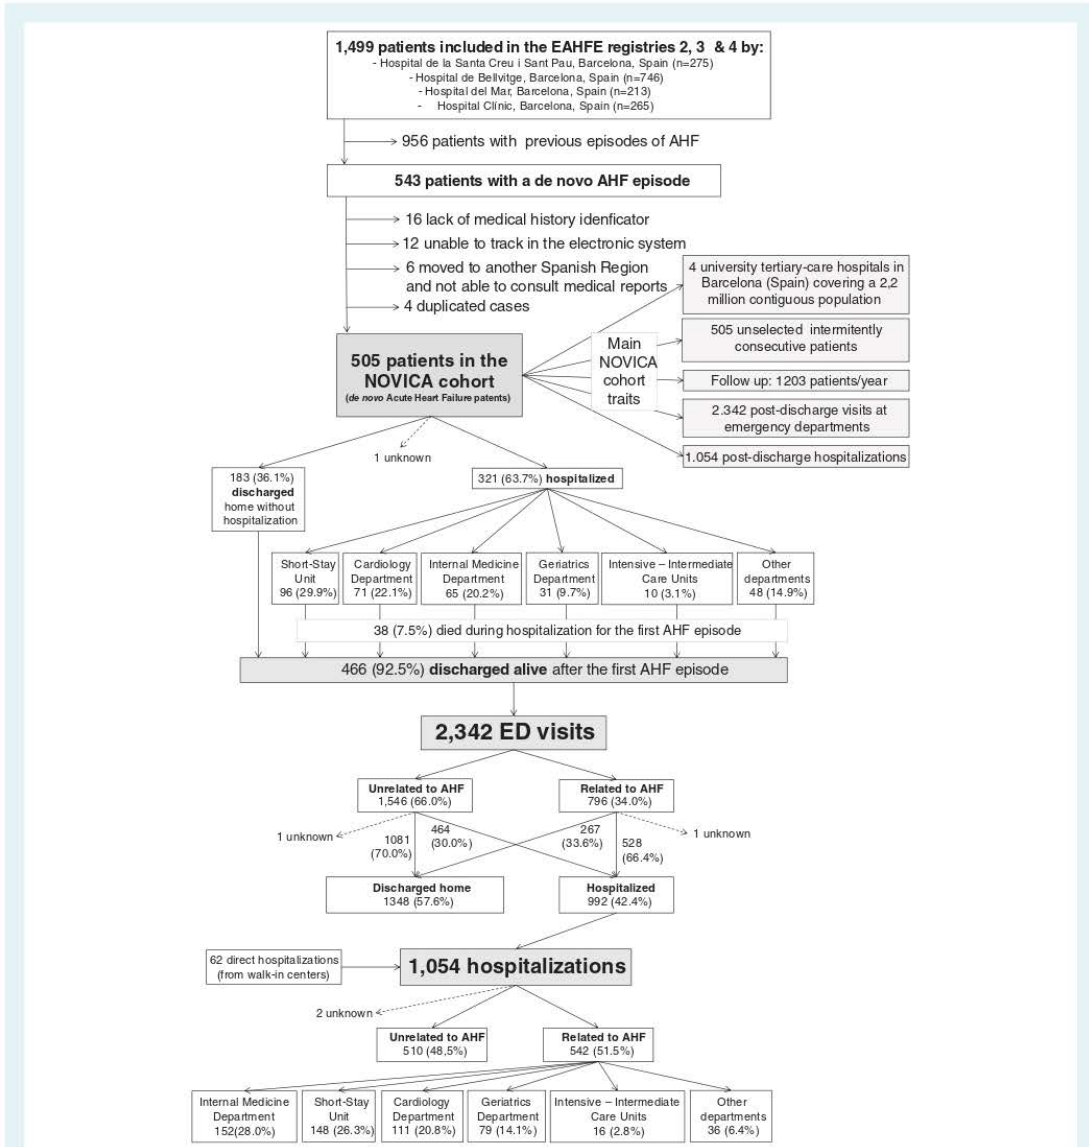 1,499 patients included in the EAHFE registries 2, 3 & 4 by:
- Hospital de la Santa Creu i Sant Pau, Barcelona, Spain (n=275)
- Hospital de Bellvitge, Barcelona, Spain (n=746)
- Hospital del Mar, Barcelona, Spain (n=213)
- Hospital Clínic, Barcelona, Spain (n=265)
956 patients with previous episodes of AHF
543 patients with a de novo AHF episode
16 lack of medical history idenficator
12 unable to track in the electronic system
6 moved to another Spanish Region
and not able to consult medical reports
4 duplicated cases
505 patients in the
NOVICA cohort
(de novo Acute Heart Failure patents)
Main
NOVICA
cohort
traits
4 university tertiary-care hospitals in
Barcelona (Spain) covering a 2,2
million contiguous population
505 unselected intermitently
consecutive patients
Follow up: 1203 patients/year
2.342 post-discharge visits at
emergency departments
1.054 post-discharge hospitalizations
1 unknown
183 (36.1%)
discharged
home without
hospitalization
321 (63.7%) hospitalized
Short-Stay
Unit
96 (29.9%)
Cardiology
Department
71 (22.1%)
Internal Medicine
Department
65 (20.2%)
Geriatrics
Department
31 (9.7%)
Intensive – Intermediate
Care Units
10 (3.1%)
Other
departments
48 (14.9%)
38 (7.5%) died during hospitalization for the first AHF episode
466 (92.5%) discharged alive after the first AHF episode
2,342 ED visits
Unrelated to AHF
1,546 (66.0%)
Related to AHF
796 (34.0%)
1 unknown
1081
(70.0%)
464
(30.0%)
267
(33.6%)
528
(66.4%)
1 unknown
Discharged home
1348 (57.6%)
Hospitalized
992 (42.4%)
62 direct hospitalizations
(from walk-in centers)
1,054 hospitalizations
2 unknown
Unrelated to AHF
510 (48,5%)
Related to AHF
542 (51.5%)
Internal Medicine
Department
152(28.0%)
Short-Stay
Unit
148 (26.3%)
Cardiology
Department
111 (20.8%)
Geriatrics
Department
79 (14.1%)
Intensive – Intermediate
Care Units
16 (2.8%)
Other
departments
36 (6.4%)